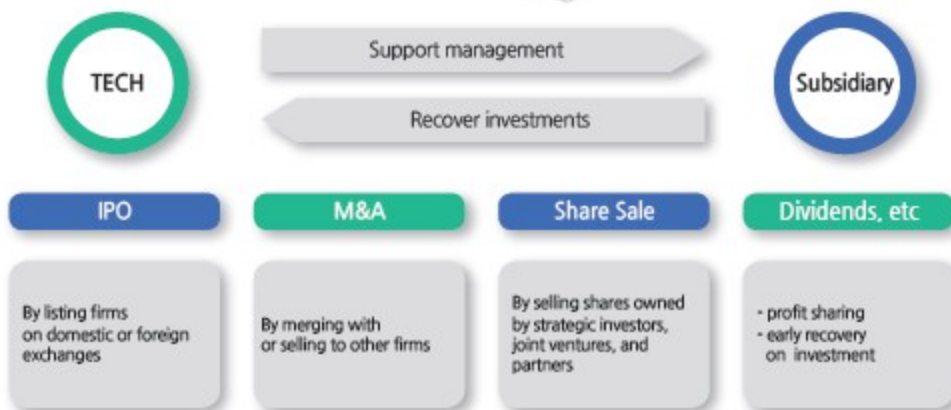 TECH
Support management
Recover investments
Subsidiary
IPO
M&A
Share Sale
Dividends, etc
By listing firms
on domestic or foreign
exchanges
By merging with
or selling to other firms
By selling shares owned
by strategic investors,
joint ventures, and
partners
- profit sharing
- early recovery
on investment